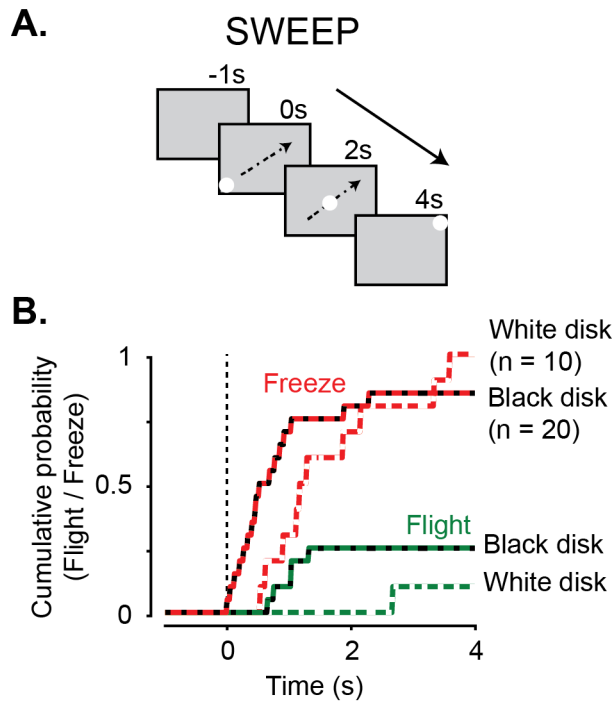 A.
SWEEP
-1s
0s
2s
4s
B.
Cumulative probability
(Flight / Freeze)
1
0.5
0
Freeze
Flight
White disk
(n = 10)
Black disk
(n = 20)
Black disk
White disk
0
2
4
Time (s)